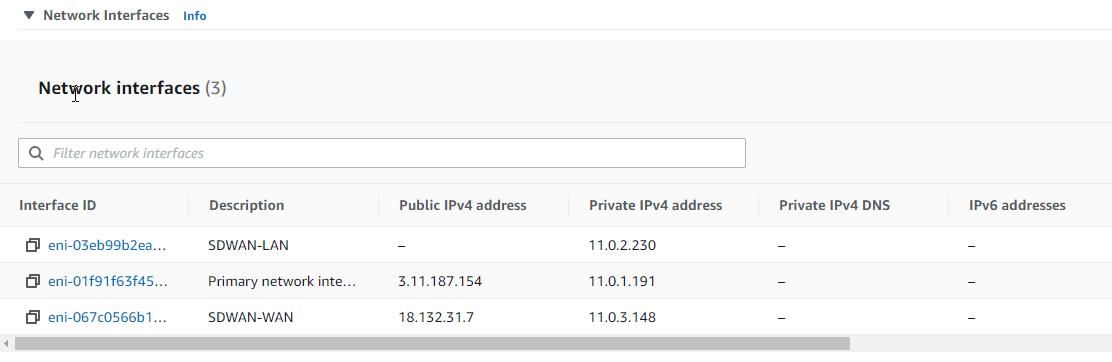 Network Interfaces Info
Network interfaces (3)
Filter network interfaces
Interface ID Description Public IPv4 address Private IPv4 address Private IPv4 DNS IPv6 addresses
eni-03eb99b2ea... SDWAN-LAN – 11.0.2.230 – –
eni-01f91f63f45... Primary network inte... 3.11.187.154 11.0.1.191 – –
eni-067c0566b1... SDWAN-WAN 18.132.31.7 11.0.3.148 – –